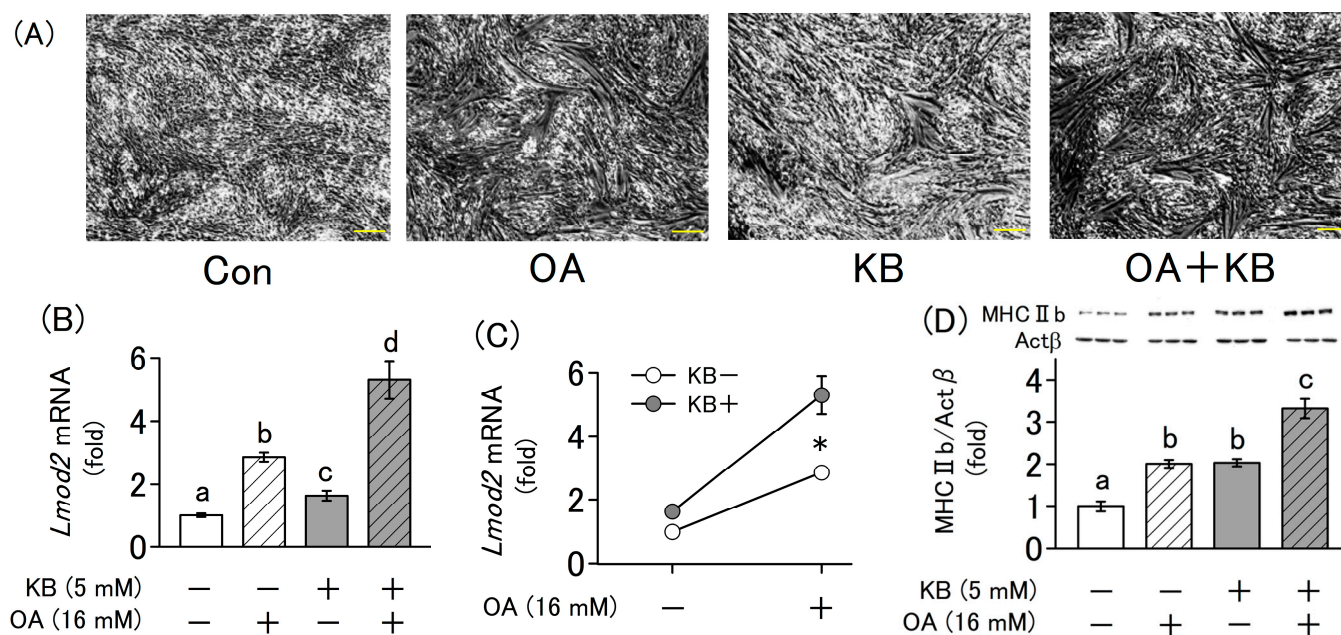 (A)
Con
OA
KB
OA+KB
(B)
Lmod2 mRNA
(fold)
6
4
2
0
a
b
c
d
KB (5 mM) − − + +
OA (16 mM) − + − +
(C)
Lmod2 mRNA
(fold)
6
4
2
0
KB−
KB+
*
OA (16 mM) − +
(D)
MHC Ⅱ b
Actβ
MHC Ⅱ b/Act β
(fold)
4
3
2
1
0
a
b
b
c
KB (5 mM) − − + +
OA (16 mM) − + − +